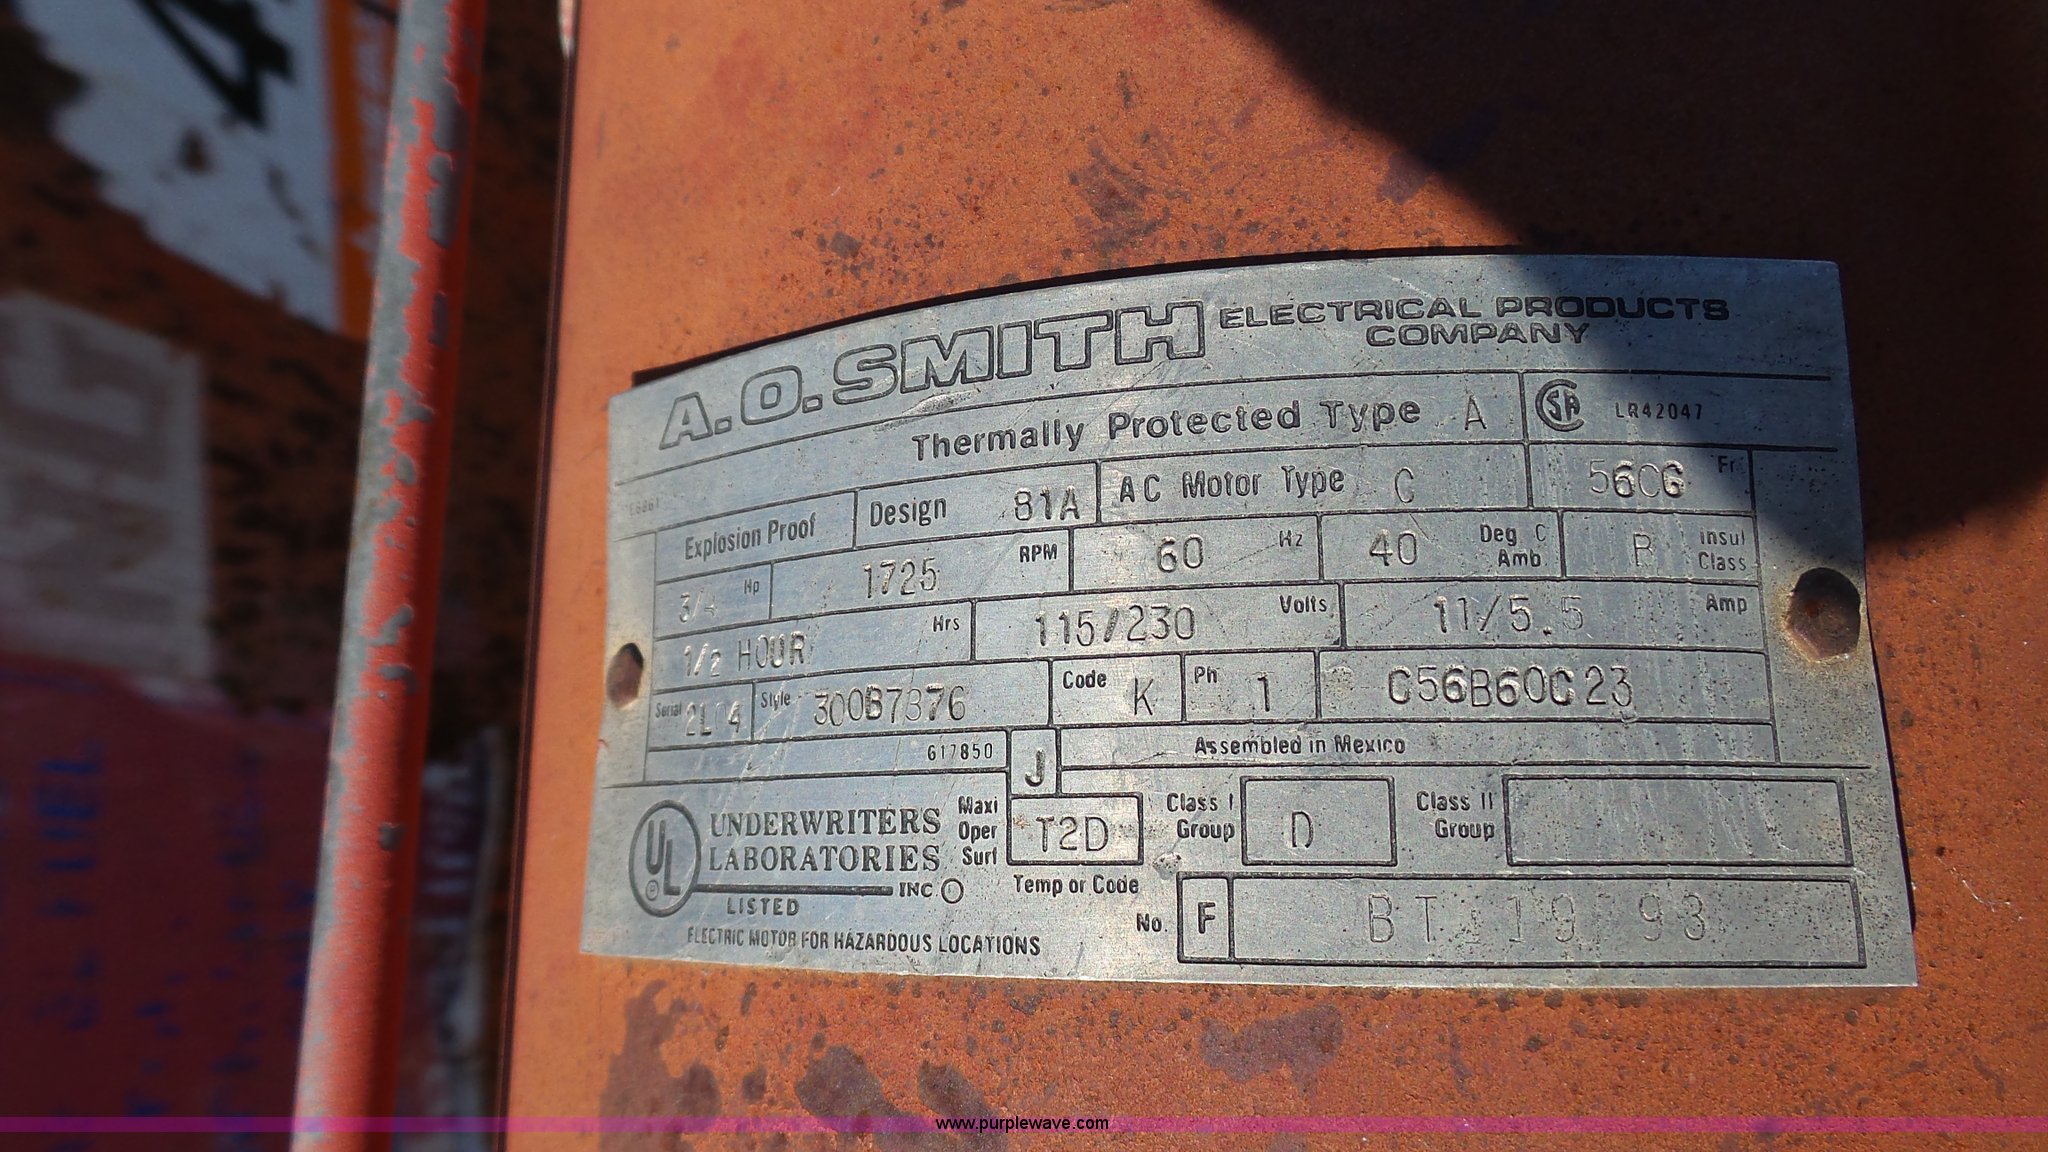 A.O.SMITH ELECTRICAL PRODUCTS
COMPANY
Thermally Protected Type A SA LR42047
E6861 Explosion Proof Design 81A AC Motor Type C 56CG Fr
3/4 Hp 1725 RPM 60 Hz 40 Deg C Amb B Insul Class
1/2 HOUR Hrs 115/230 Volts 11/5.5 Amp
Serial Style 300B7376 Code K Ph 1 C56B60C23
617850 J Assembled in Mexico
UL UNDERWRITERS LABORATORIES INC
LISTED
ELECTRIC MOTOR FOR HAZARDOUS LOCATIONS
Maxi Oper Surf T2D
Temp or Code
Class I Group D
Class II Group
No. F BT 19 93
www.purplewave.com